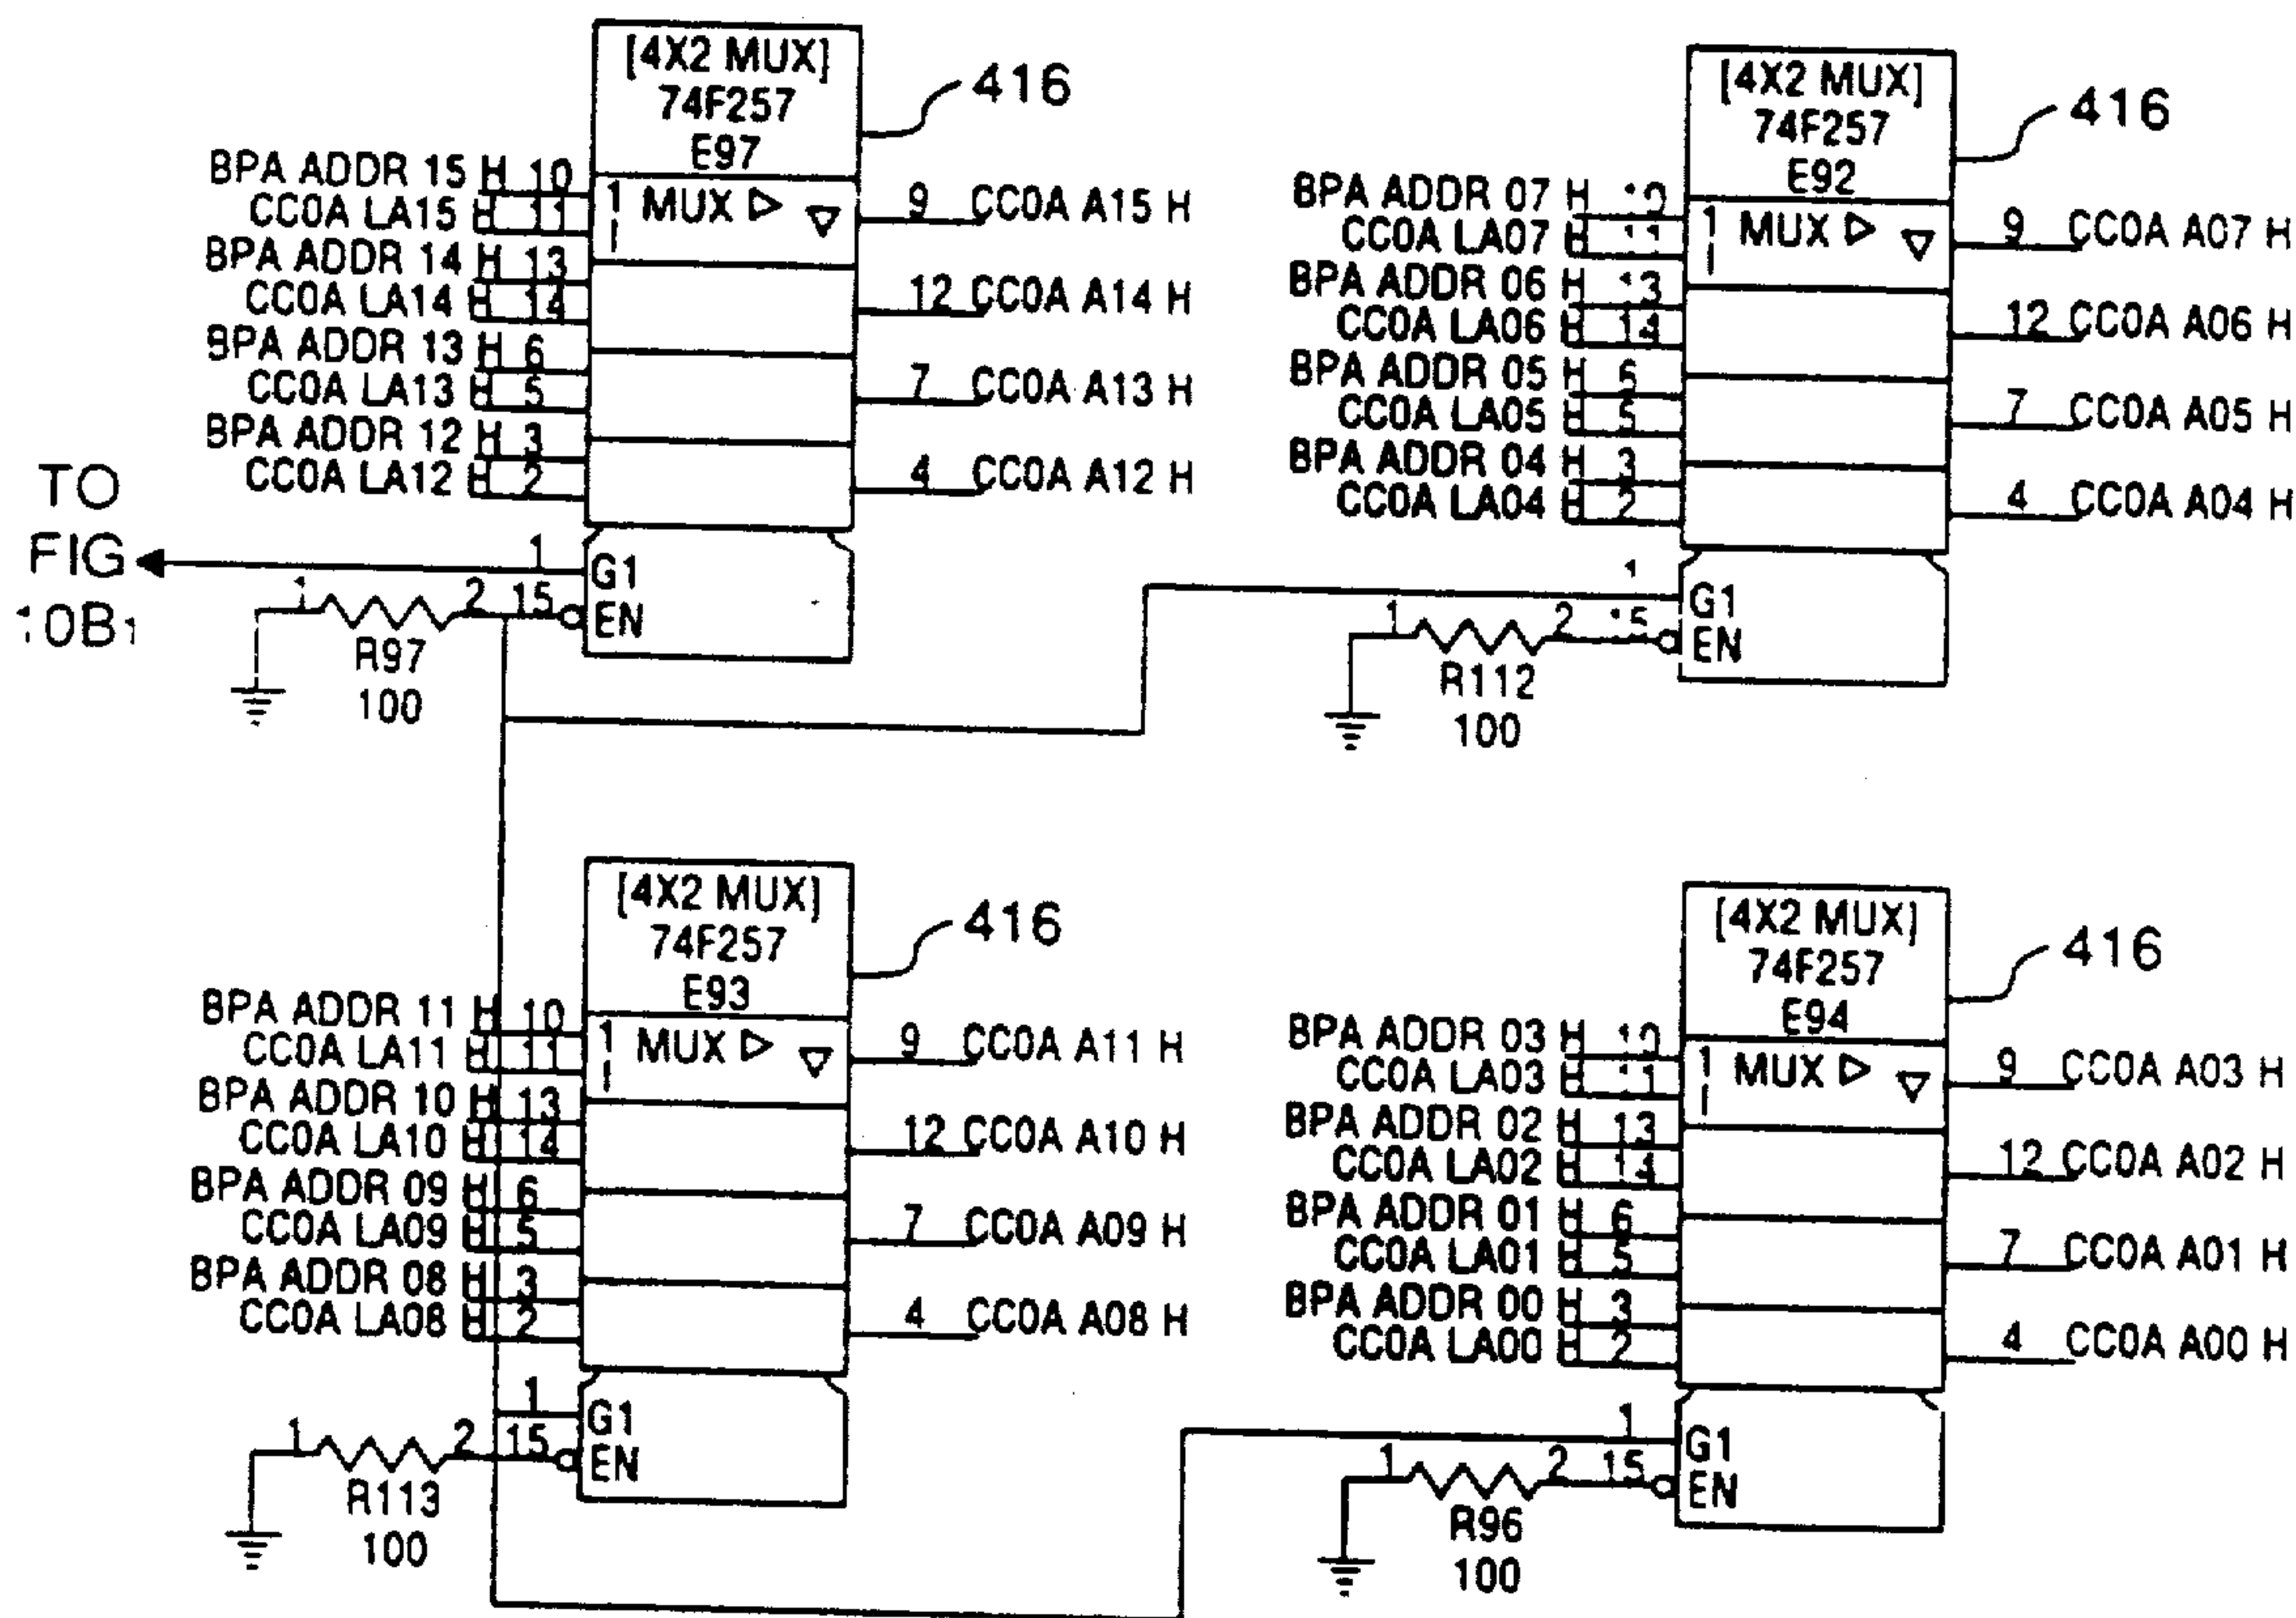 [4X2 MUX]
74F257
E97
416
BPA ADDR 15 H 10
CC0A LA15 H 11
1 MUX
9 CC0A A15 H
BPA ADDR 14 H 13
CC0A LA14 H 14
12 CC0A A14 H
BPA ADDR 13 H 6
CC0A LA13 H 5
7 CC0A A13 H
BPA ADDR 12 H 3
CC0A LA12 H 2
4 CC0A A12 H
TO
FIG
10B1
1 G1
1 2 15 EN
R97
100
[4X2 MUX]
74F257
E92
416
BPA ADDR 07 H 10
CC0A LA07 H 11
1 MUX
9 CC0A A07 H
BPA ADDR 06 H 13
CC0A LA06 H 14
12 CC0A A06 H
BPA ADDR 05 H 6
CC0A LA05 H 5
7 CC0A A05 H
BPA ADDR 04 H 3
CC0A LA04 H 2
4 CC0A A04 H
1 G1
1 2 15 EN
R112
100
[4X2 MUX]
74F257
E93
416
BPA ADDR 11 H 10
CC0A LA11 H 11
1 MUX
9 CC0A A11 H
BPA ADDR 10 H 13
CC0A LA10 H 14
12 CC0A A10 H
BPA ADDR 09 H 6
CC0A LA09 H 5
7 CC0A A09 H
BPA ADDR 08 H 3
CC0A LA08 H 2
4 CC0A A08 H
1 G1
1 2 15 EN
R113
100
[4X2 MUX]
74F257
E94
416
BPA ADDR 03 H 10
CC0A LA03 H 11
1 MUX
9 CC0A A03 H
BPA ADDR 02 H 13
CC0A LA02 H 14
12 CC0A A02 H
BPA ADDR 01 H 6
CC0A LA01 H 5
7 CC0A A01 H
BPA ADDR 00 H 3
CC0A LA00 H 2
4 CC0A A00 H
1 G1
1 2 15 EN
R96
100